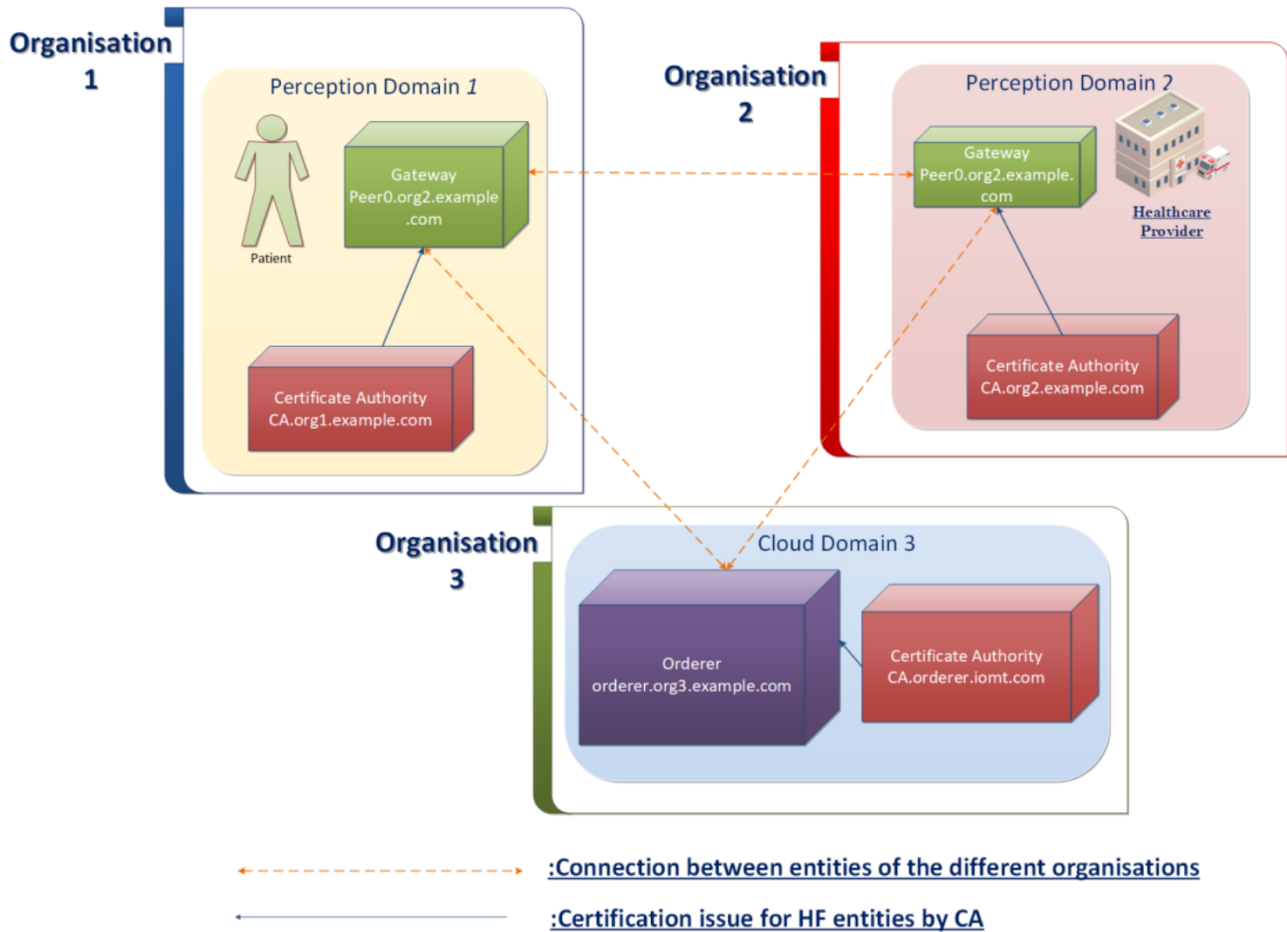 Organisation
1
Perception Domain 1
Gateway
Peer0.org2.example
.com
Patient
Certificate Authority
CA.org1.example.com
Organisation
2
Perception Domain 2
Gateway
Peer0.org2.example.
com
Healthcare
Provider
Certificate Authority
CA.org2.example.com
Organisation
3
Cloud Domain 3
Orderer
orderer.org3.example.com
Certificate Authority
CA.orderer.iomt.com
:Connection between entities of the different organisations
:Certification issue for HF entities by CA